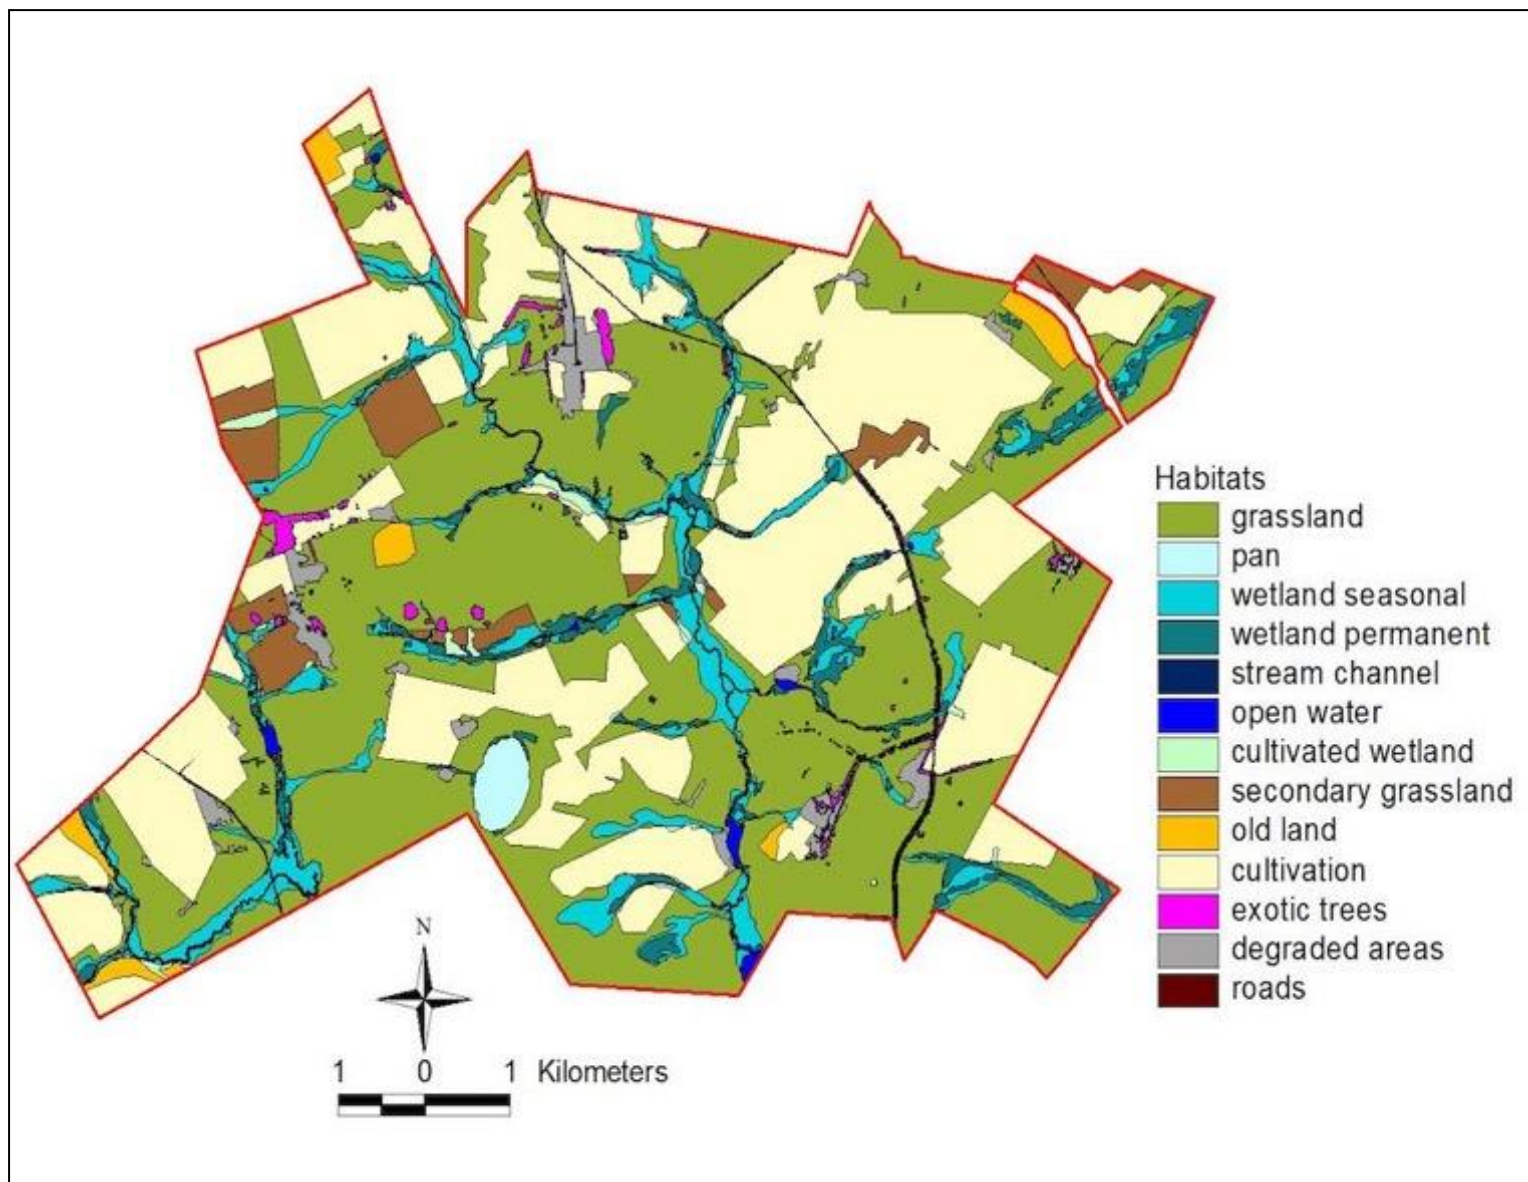 Habitats
grassland
pan
wetland seasonal
wetland permanent
stream channel
open water
cultivated wetland
secondary grassland
old land
cultivation
exotic trees
degraded areas
roads
N
1 0 1 Kilometers